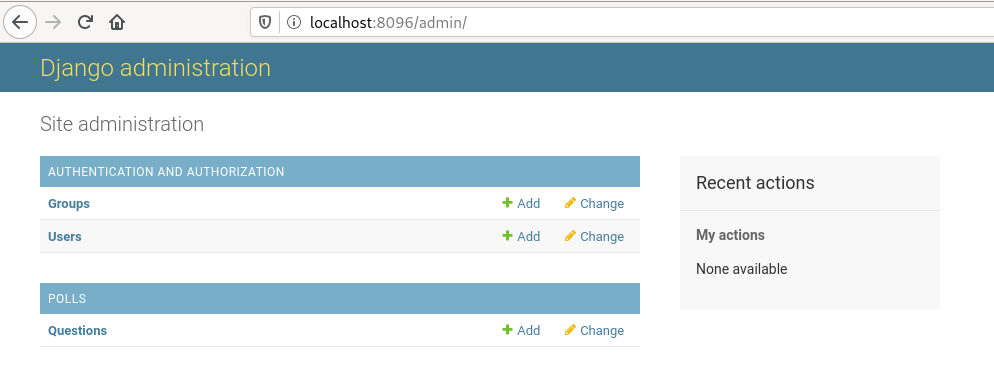 localhost:8096/admin/
Django administration
Site administration
AUTHENTICATION AND AUTHORIZATION
Groups Add Change
Users Add Change
POLLS
Questions Add Change
Recent actions
My actions
None available